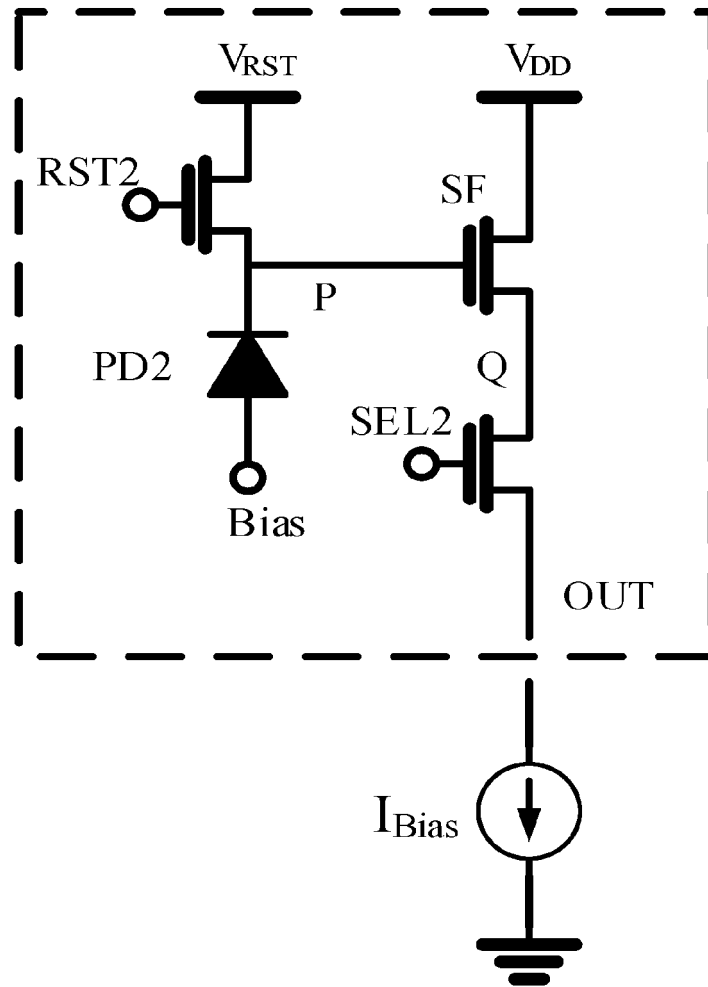 VRST
VDD
RST2
SF
P
PD2
Q
SEL2
Bias
OUT
IBias